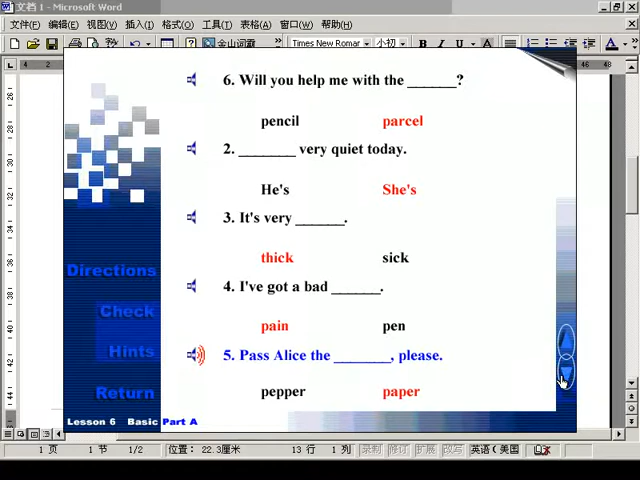 文档 1 - Microsoft Word
文件(F) 编辑(E) 视图(V) 插入(I) 格式(O) 工具(T) 表格(A) 窗口(W) 帮助(H)
金山词霸 Times New Roman 小初 B I U A
6. Will you help me with the ______?
pencil parcel
2. _______ very quiet today.
He's She's
3. It's very ______.
thick sick
Directions
4. I've got a bad ______.
Check
pain pen
Hints
5. Pass Alice the _______, please.
Return
pepper paper
Lesson 6 Basic Part A
1 页 1 节 1/2 位置: 22.3厘米 13 行 1 列 录制 修订 扩展 改写 英语(美国